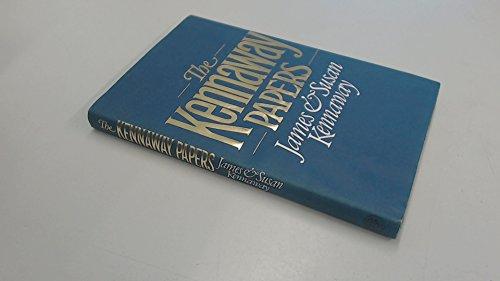 The
Kennaway
PAPERS
James & Susan
Kennaway
The KENNAWAY PAPERS James & Susan
Kennaway